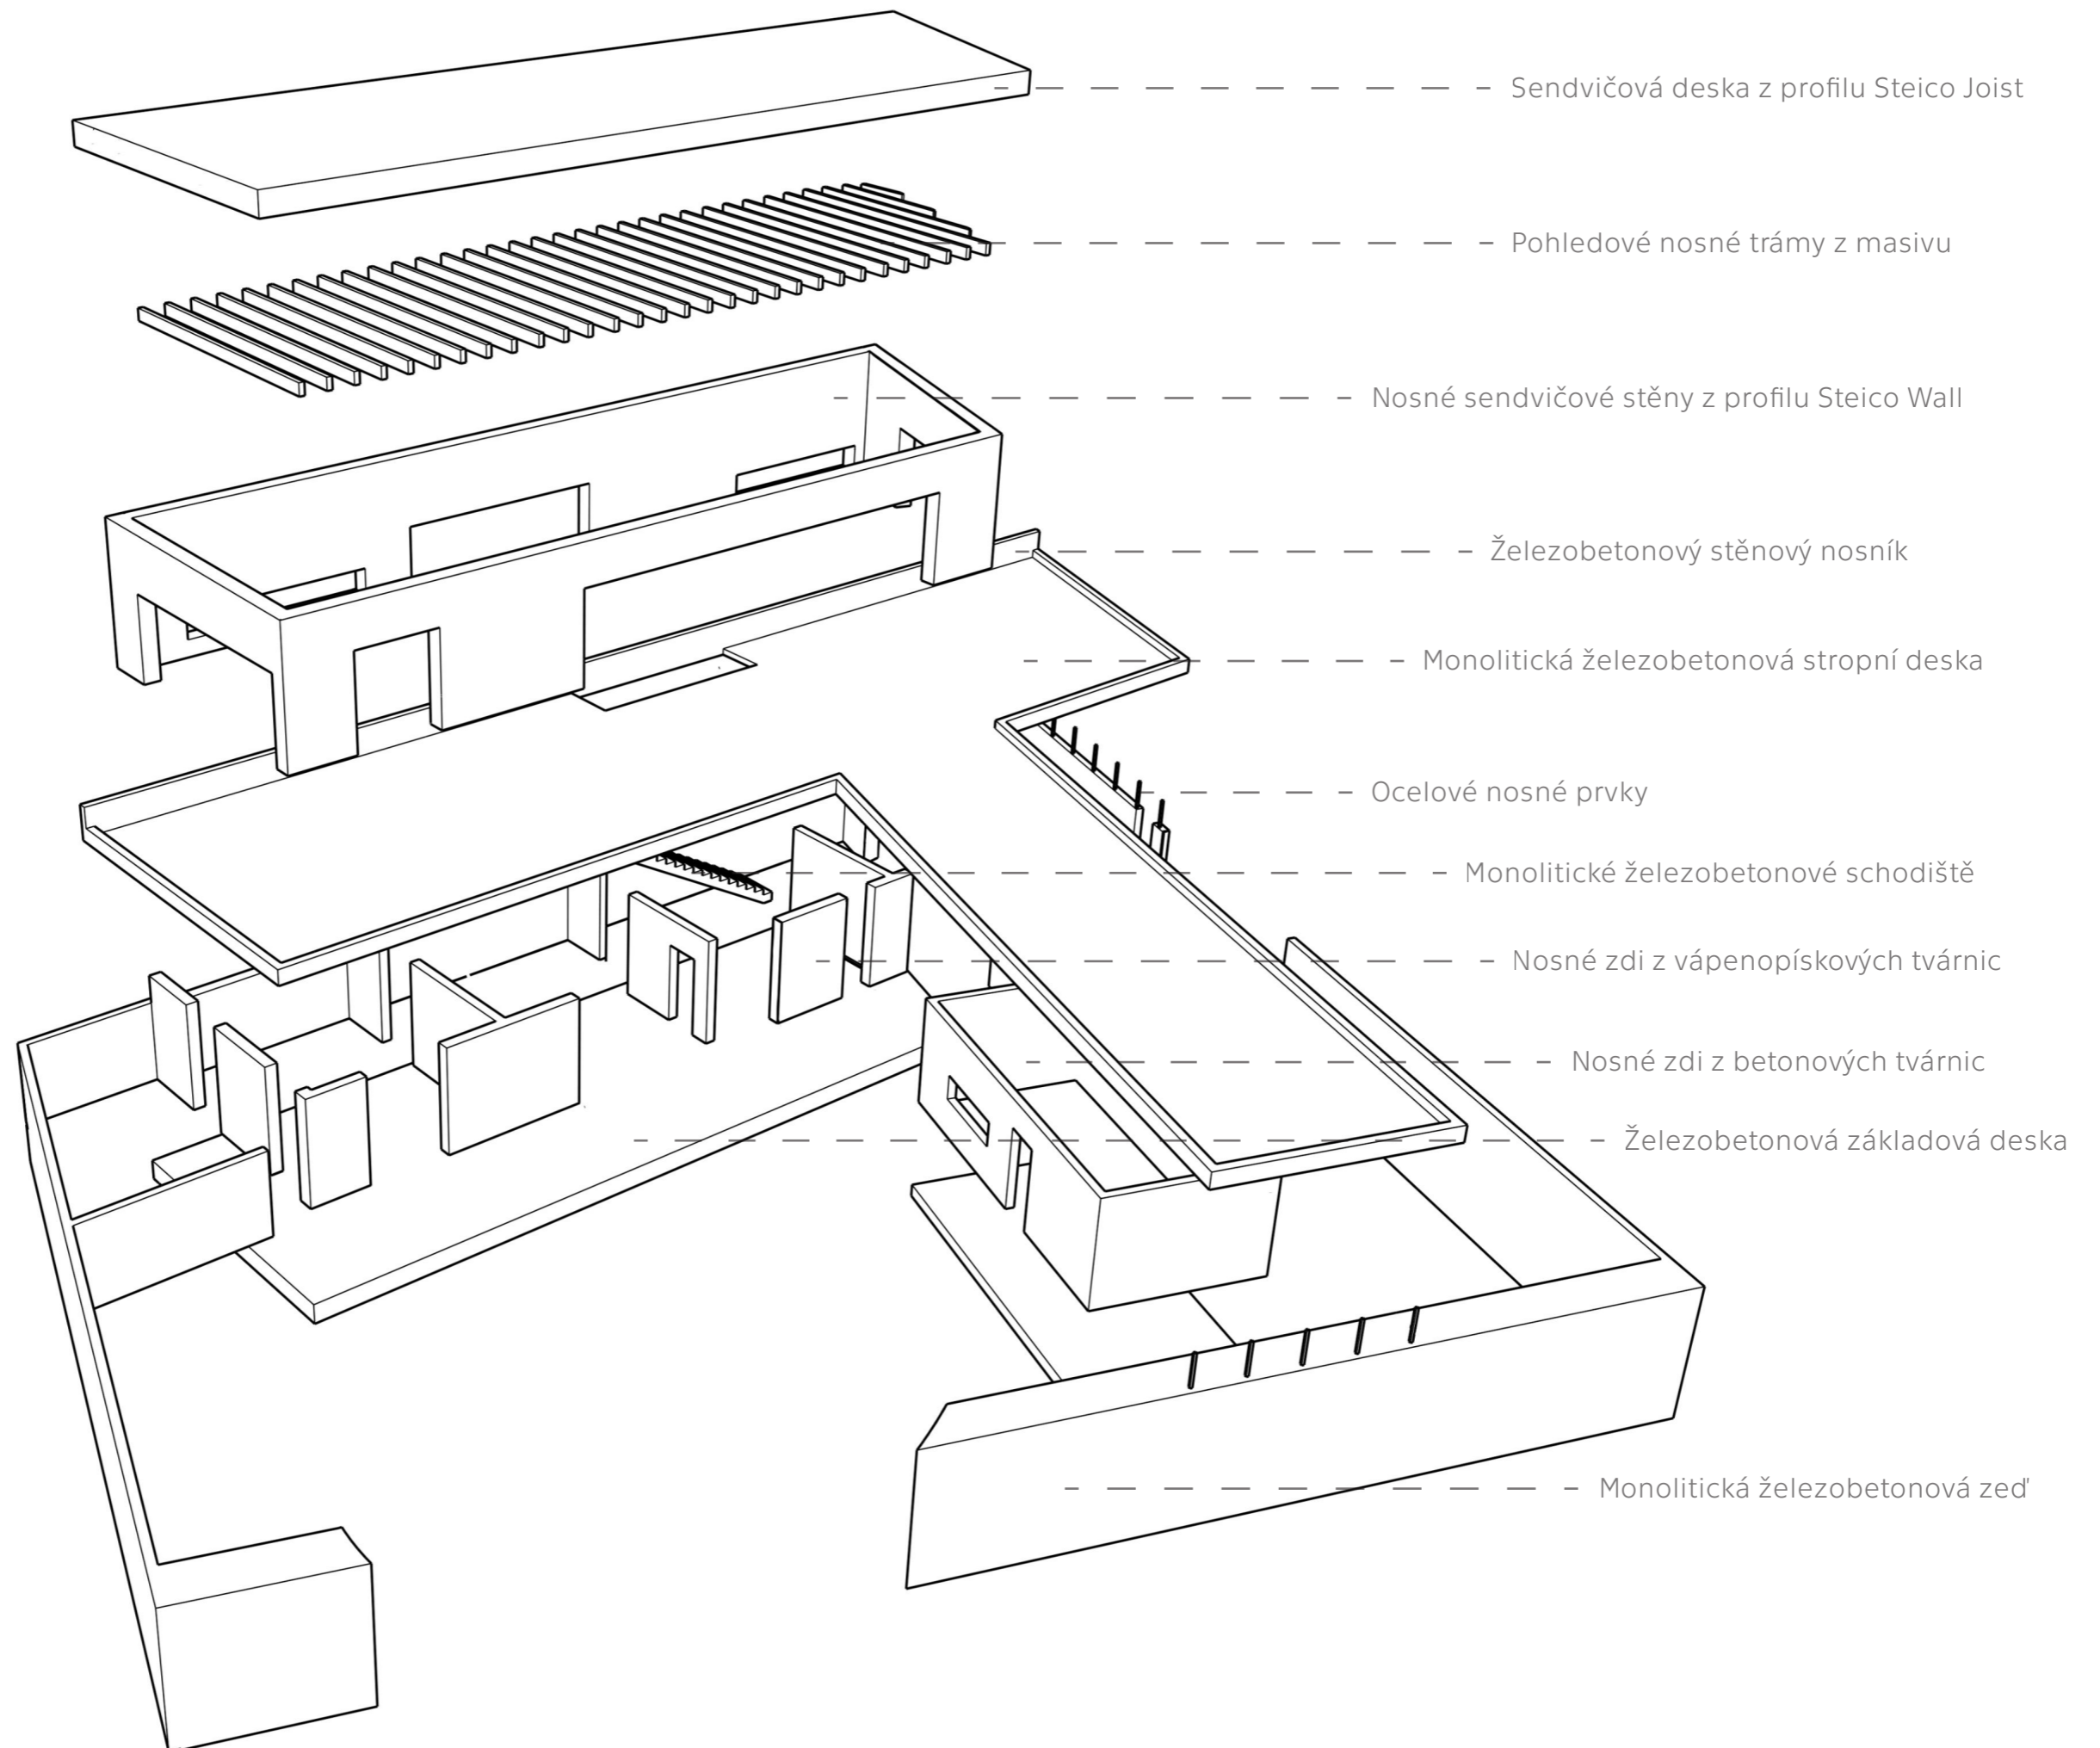 Sendvičová deska z profilu Steico Joist
Pohledové nosné trámy z masivu
Nosné sendvičové stěny z profilu Steico Wall
Železobetonový stěnový nosník
Monolitická železobetonová stropní deska
Ocelové nosné prvky
Monolitické železobetonové schodiště
Nosné zdi z vápenopískových tvárnic
Nosné zdi z betonových tvárnic
Železobetonová základová deska
Monolitická železobetonová zeď